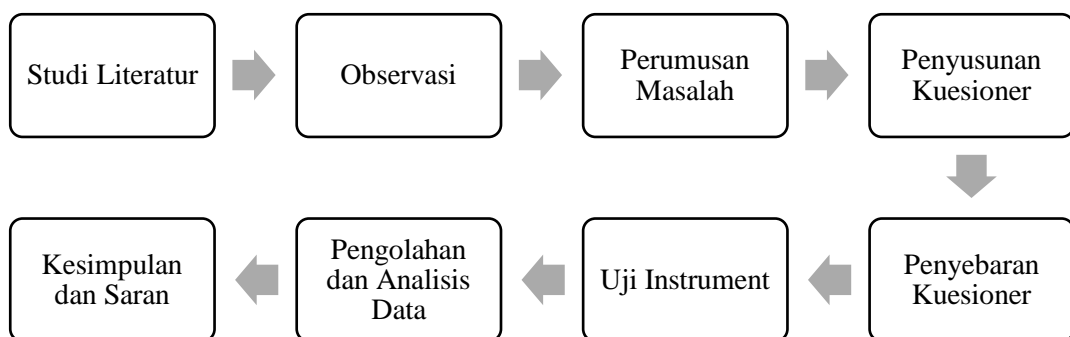 Studi Literatur
Observasi
Perumusan
Masalah
Penyusunan
Kuesioner
Penyebaran
Kuesioner
Uji Instrument
Pengolahan
dan Analisis
Data
Kesimpulan
dan Saran